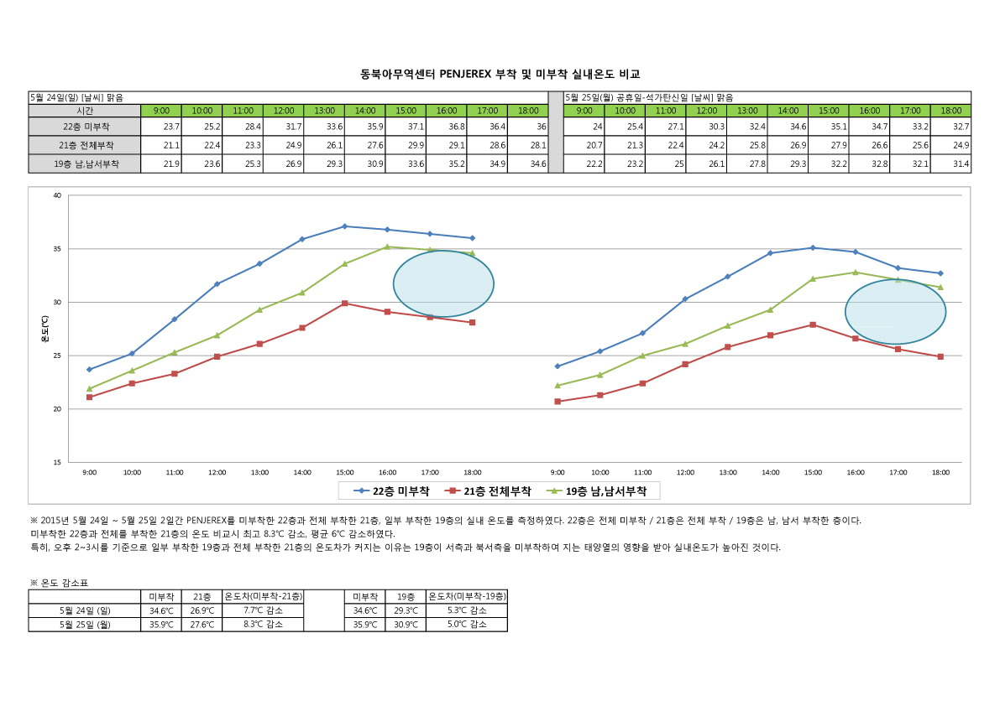 동북아무역센터 PENJEREX 부착 및 미부착 실내온도 비교
5월 24일(일) [날씨] 맑음 5월 25일(월) 공휴일-석가탄신일 [날씨] 맑음
시간 9:00 10:00 11:00 12:00 13:00 14:00 15:00 16:00 17:00 18:00 9:00 10:00 11:00 12:00 13:00 14:00 15:00 16:00 17:00 18:00
22층 미부착 23.7 25.2 28.4 31.7 33.6 35.9 37.1 36.8 36.4 36 24 25.4 27.1 30.3 32.4 34.6 35.1 34.7 33.2 32.7
21층 전체부착 21.1 22.4 23.3 24.9 26.1 27.6 29.9 29.1 28.6 28.1 20.7 21.3 22.4 24.2 25.8 26.9 27.9 26.6 25.6 24.9
19층 남,남서부착 21.9 23.6 25.3 26.9 29.3 30.9 33.6 35.2 34.9 34.6 22.2 23.2 25 26.1 27.8 29.3 32.2 32.8 32.1 31.4
40
35
30
온도(℃)
25
20
15
9:00 10:00 11:00 12:00 13:00 14:00 15:00 16:00 17:00 18:00 9:00 10:00 11:00 12:00 13:00 14:00 15:00 16:00 17:00 18:00
22층 미부착 21층 전체부착 19층 남,남서부착
※ 2015년 5월 24일 ~ 5월 25일 2일간 PENJEREX를 미부착한 22층과 전체 부착한 21층, 일부 부착한 19층의 실내 온도를 측정하였다. 22층은 전체 미부착 / 21층은 전체 부착 / 19층은 남, 남서 부착한 층이다.
미부착한 22층과 전체를 부착한 21층의 온도 비교시 최고 8.3℃ 감소, 평균 6℃ 감소하였다.
특히, 오후 2~3시를 기준으로 일부 부착한 19층과 전체 부착한 21층의 온도차가 커지는 이유는 19층이 서측과 북서측을 미부착하여 지는 태양열의 영향을 받아 실내온도가 높아진 것이다.
※ 온도 감소표
미부착 21층 온도차(미부착-21층) 미부착 19층 온도차(미부착-19층)
5월 24일 (일) 34.6℃ 26.9℃ 7.7℃ 감소 34.6℃ 29.3℃ 5.3℃ 감소
5월 25일 (월) 35.9℃ 27.6℃ 8.3℃ 감소 35.9℃ 30.9℃ 5.0℃ 감소